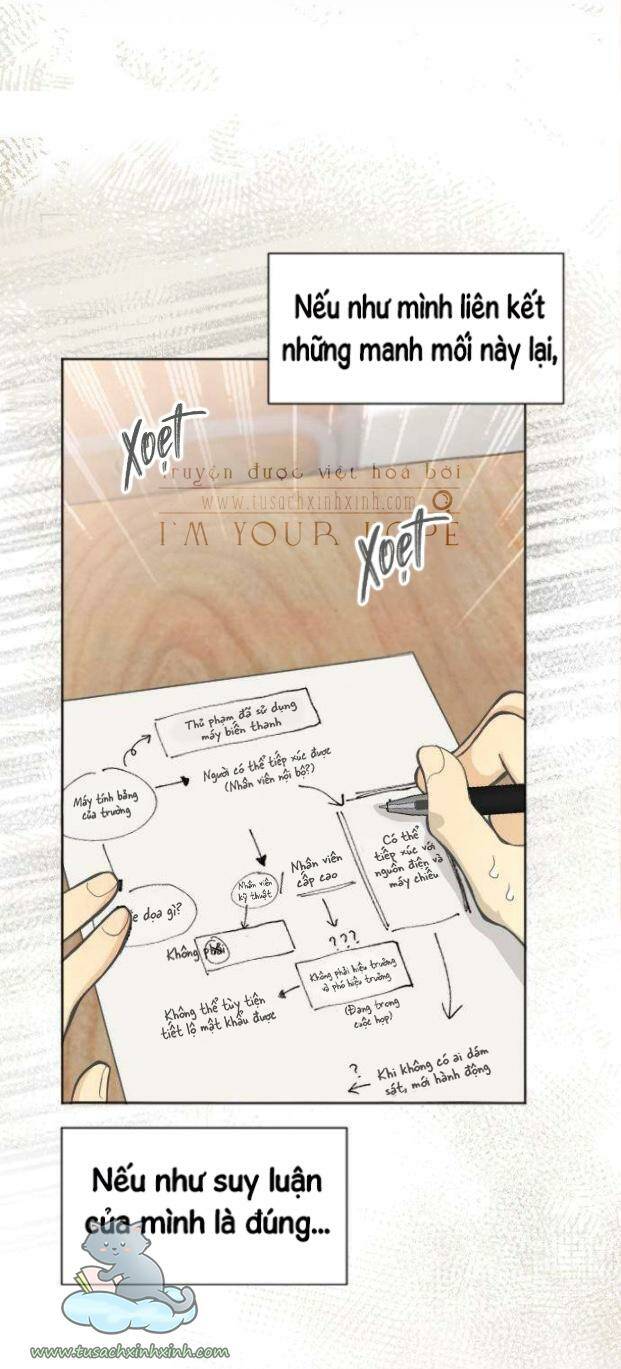 Nếu như mình liên kết
những manh mối này lại,
Xoẹt
Truyện được việt hoá bởi
www.tusachxinhxinh.com
I'M YOUR HOPE
Xoẹt
Thủ phạm đã sử dụng
máy biến thanh
Người có thể tiếp xúc được
(Nhân viên nội bộ?)
Máy tính bảng
của trường
Có thể
tiếp xúc với
nguồn điện và
máy chiếu
Nhân viên
cấp cao
/
Nhân viên
kỹ thuật
dọa gì?
Không phải
???
Không phải hiệu trưởng
và phó hiệu trưởng
(Đang trong
cuộc họp)
Không thể tùy tiện
tiết lộ mật khẩu được
?
Khi không có ai dám
sát, mới hành động
Nếu như suy luận
của mình là đúng...
www.tusachxinhxinh.com